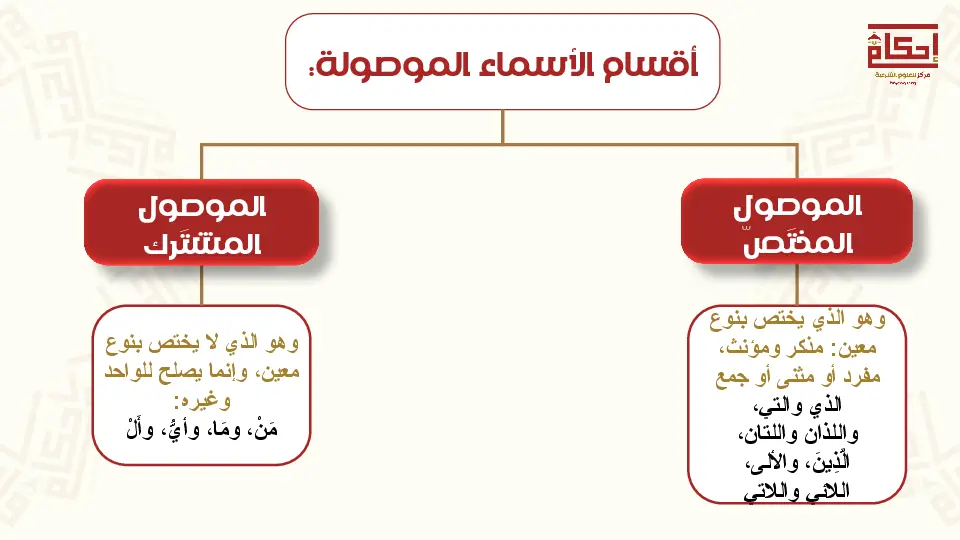 أقسام الأسماء الموصولة:
إحكام
مركز للعلوم الشرعية
الموصول
المختَصّ
وهو الذي يختص بنوع
معين: مذكر ومؤنث،
مفرد أو مثنى أو جمع
الذي والتي،
واللذان واللتان،
الَّذِينَ، والألى،
اللائي واللاتي
الموصول
المشتَرك
وهو الذي لا يختص بنوع
معين، وإنما يصلح للواحد
وغيره:
مَنْ، ومَا، وأيُّ، وأَلْ